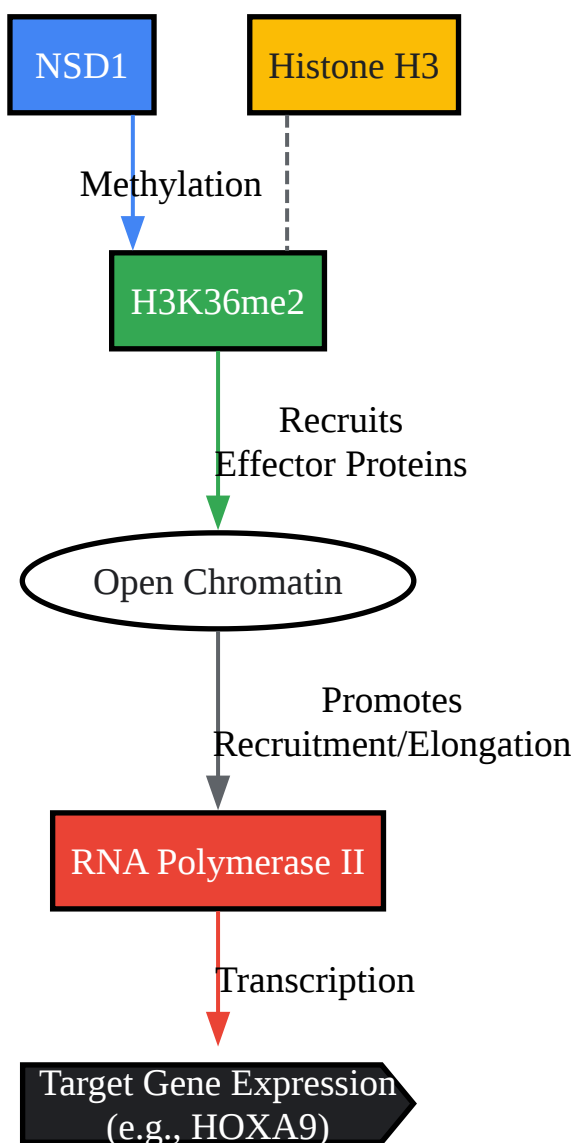 NSD1
Histone H3
Methylation
H3K36me2
Recruits
Effector Proteins
Open Chromatin
Promotes
Recruitment/Elongation
RNA Polymerase II
Transcription
Target Gene Expression
(e.g., HOXA9)